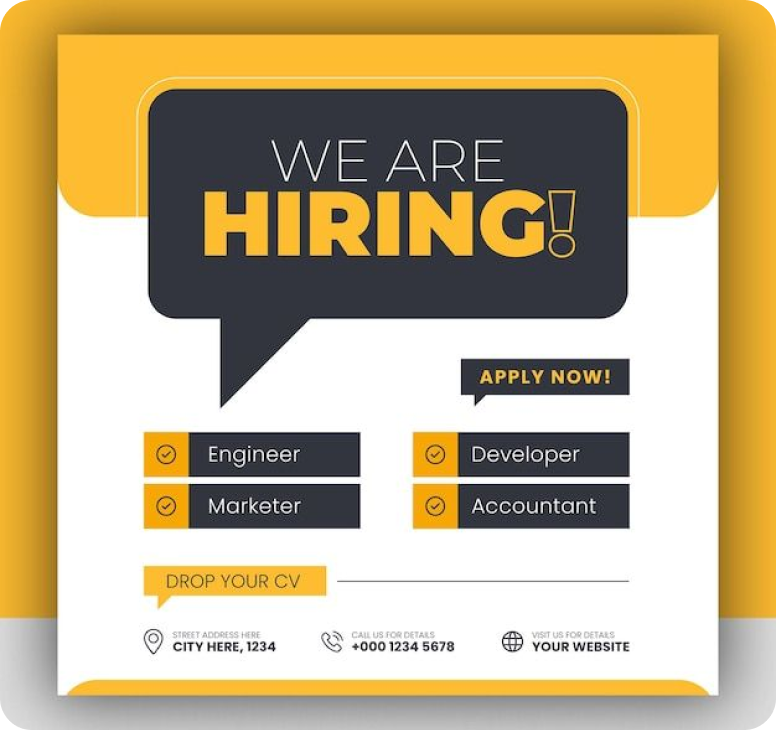 WE ARE
HIRING!
APPLY NOW!
Engineer
Developer
Marketer
Accountant
DROP YOUR CV
STREET ADDRESS HERE
CITY HERE, 1234
CALL US FOR DETAILS
+000 1234 5678
VISIT US FOR DETAILS
YOUR WEBSITE